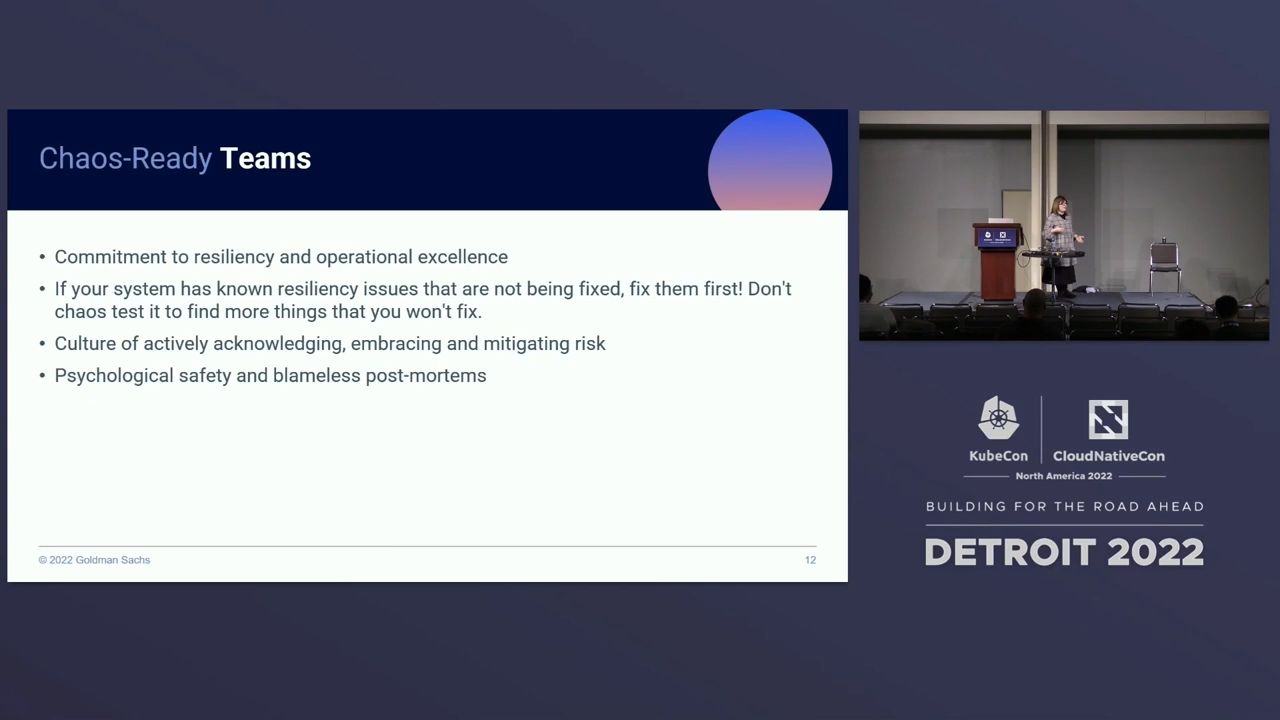 Chaos-Ready Teams
• Commitment to resiliency and operational excellence
• If your system has known resiliency issues that are not being fixed, fix them first! Don't
chaos test it to find more things that you won't fix.
• Culture of actively acknowledging, embracing and mitigating risk
• Psychological safety and blameless post-mortems
© 2022 Goldman Sachs
12
KubeCon
CloudNativeCon
North America 2022
BUILDING FOR THE ROAD AHEAD
DETROIT 2022